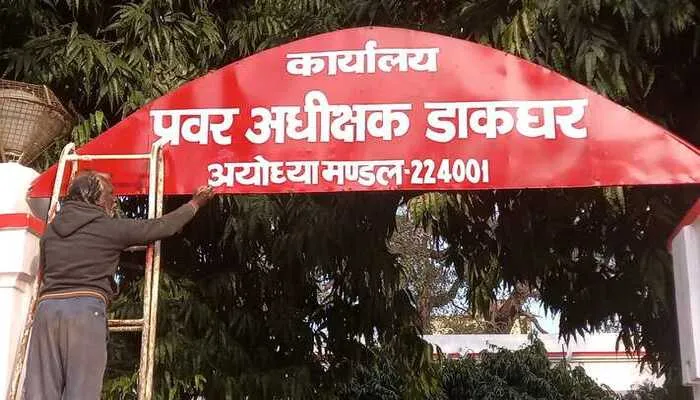 कार्यालय
प्रवर अधीक्षक डाकघर
अयोध्या मण्डल-224001